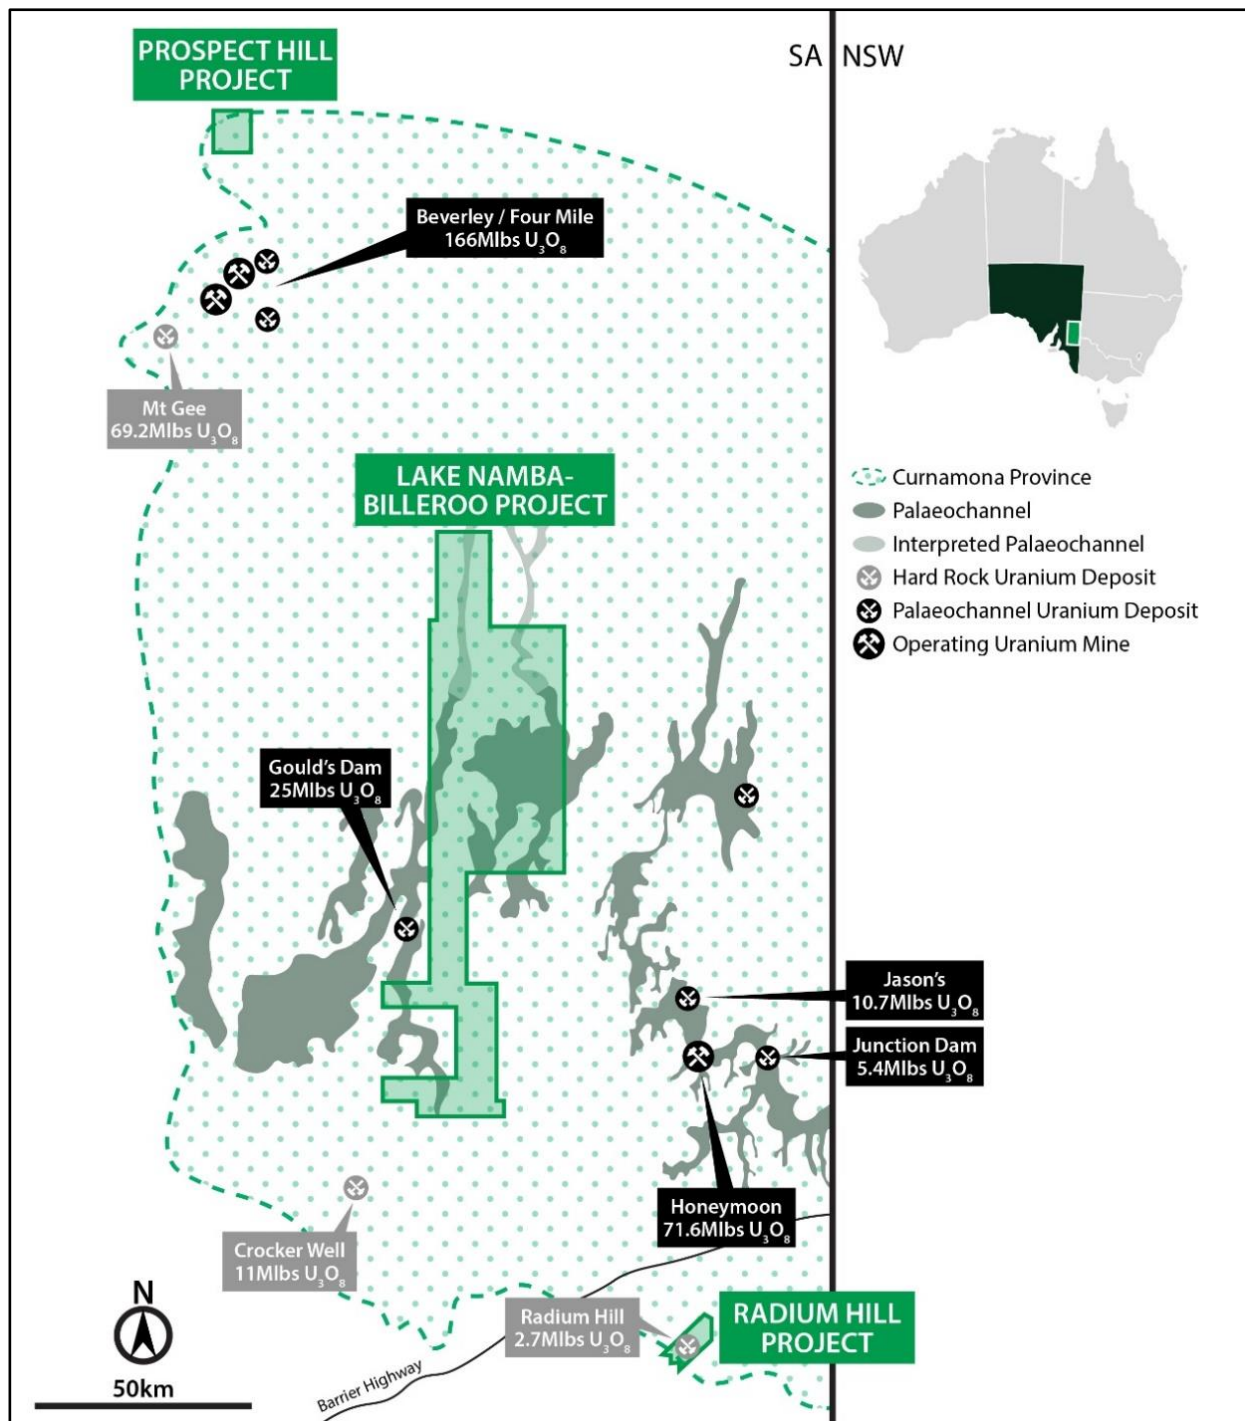 PROSPECT HILL
PROJECT
SA
NSW
Beverley / Four Mile
166Mlbs U₃O₈
Mt Gee
69.2Mlbs U₃O₈
LAKE NAMBA-
BILLEROO PROJECT
Curnamona Province
Palaeochannel
Interpreted Palaeochannel
Hard Rock Uranium Deposit
Palaeochannel Uranium Deposit
Operating Uranium Mine
Gould's Dam
25Mlbs U₃O₈
Jason's
10.7Mlbs U₃O₈
Junction Dam
5.4Mlbs U₃O₈
Honeymoon
71.6Mlbs U₃O₈
Crocker Well
11Mlbs U₃O₈
Radium Hill
2.7Mlbs U₃O₈
RADIUM HILL
PROJECT
N
50km
Barrier Highway